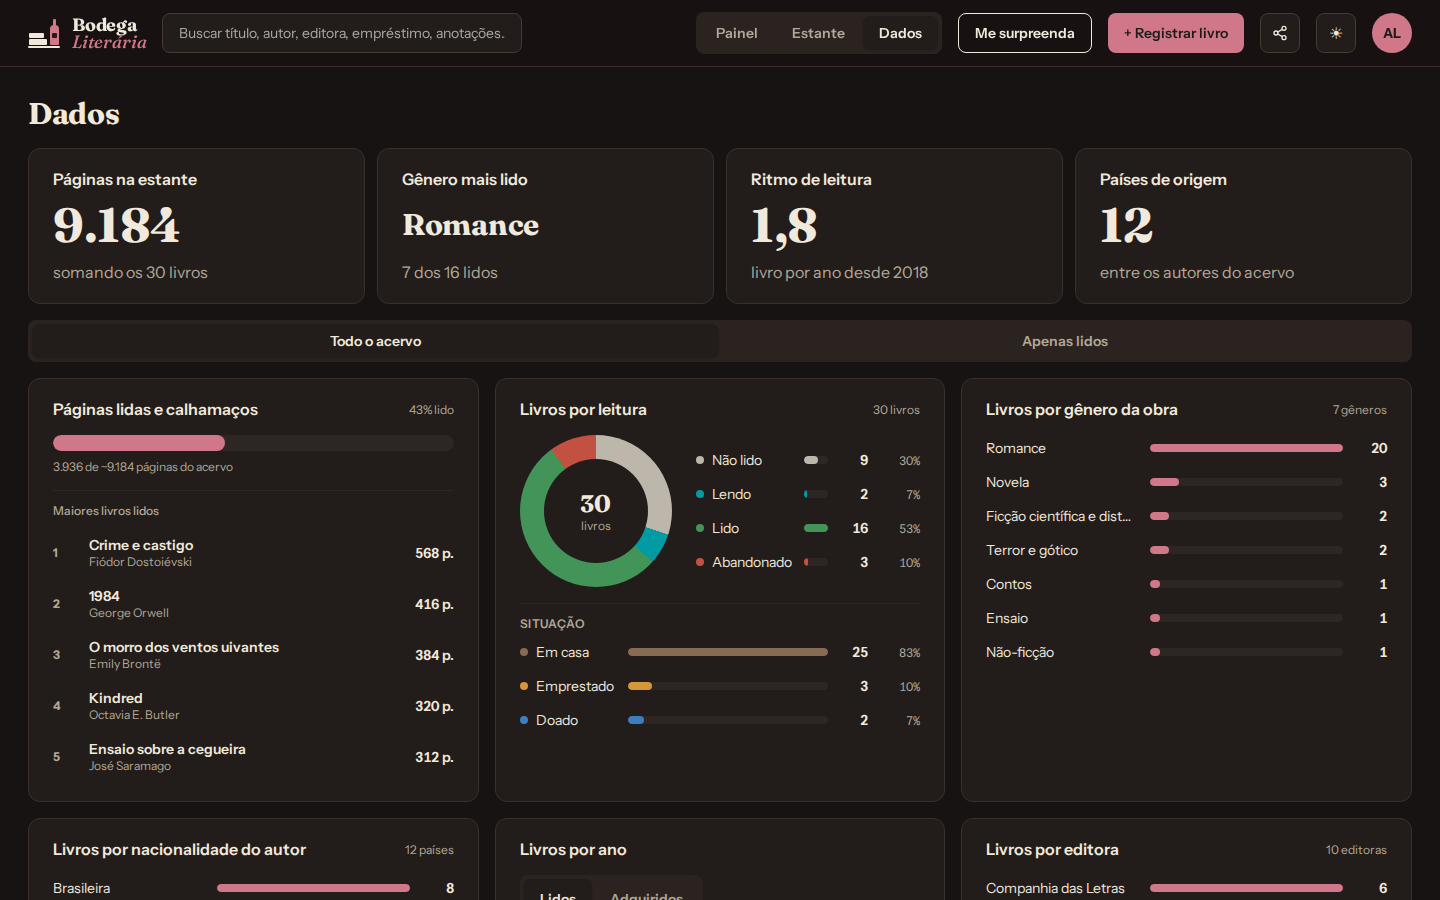 Bodega
Literária
Buscar título, autor, editora, empréstimo, anotações.
Painel
Estante
Dados
Me surpreenda
+ Registrar livro
AL
Dados
Páginas na estante
9.184
somando os 30 livros
Gênero mais lido
Romance
7 dos 16 lidos
Ritmo de leitura
1,8
livro por ano desde 2018
Países de origem
12
entre os autores do acervo
Todo o acervo
Apenas lidos
Páginas lidas e calhamaços
43% lido
3.936 de ~9.184 páginas do acervo
Maiores livros lidos
1 Crime e castigo 568 p.
Fiódor Dostoiévski
2 1984 416 p.
George Orwell
3 O morro dos ventos uivantes 384 p.
Emily Brontë
4 Kindred 320 p.
Octavia E. Butler
5 Ensaio sobre a cegueira 312 p.
José Saramago
Livros por leitura
30 livros
30
livros
Não lido 9 30%
Lendo 2 7%
Lido 16 53%
Abandonado 3 10%
SITUAÇÃO
Em casa 25 83%
Emprestado 3 10%
Doado 2 7%
Livros por gênero da obra
7 gêneros
Romance 20
Novela 3
Ficção científica e dist... 2
Terror e gótico 2
Contos 1
Ensaio 1
Não-ficção 1
Livros por nacionalidade do autor
12 países
Brasileira 8
Livros por ano
Lidos
Adquiridos
Livros por editora
10 editoras
Companhia das Letras 6